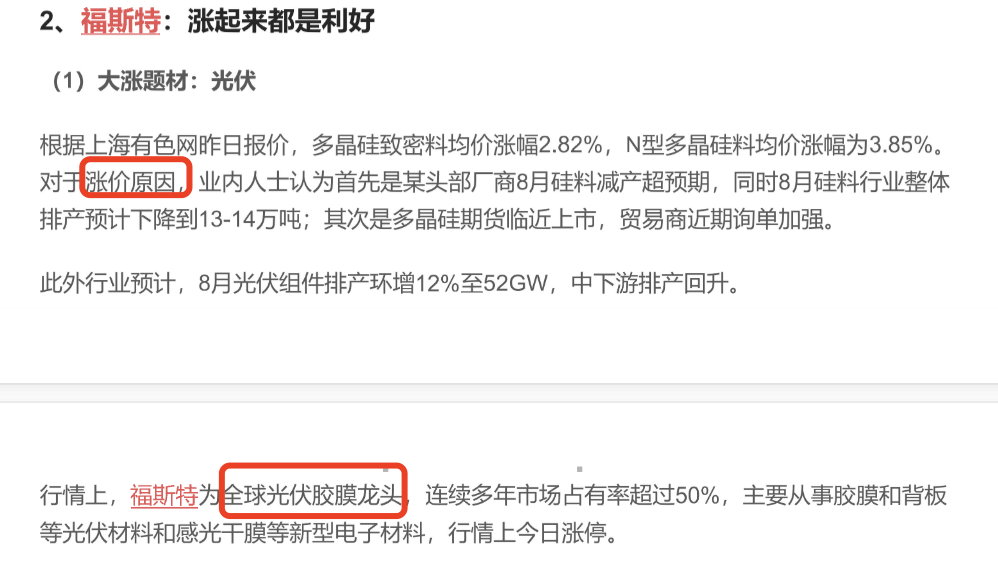 2、福斯特：涨起来都是利好
（1）大涨题材：光伏
根据上海有色网昨日报价，多晶硅致密料均价涨幅2.82%，N型多晶硅料均价涨幅为3.85%。
对于涨价原因，业内人士认为首先是某头部厂商8月硅料减产超预期，同时8月硅料行业整体
排产预计下降到13-14万吨；其次是多晶硅期货临近上市，贸易商近期询单加强。
此外行业预计，8月光伏组件排产环增12%至52GW，中下游排产回升。
行情上，福斯特为全球光伏胶膜龙头，连续多年市场占有率超过50%，主要从事胶膜和背板
等光伏材料和感光干膜等新型电子材料，行情上今日涨停。